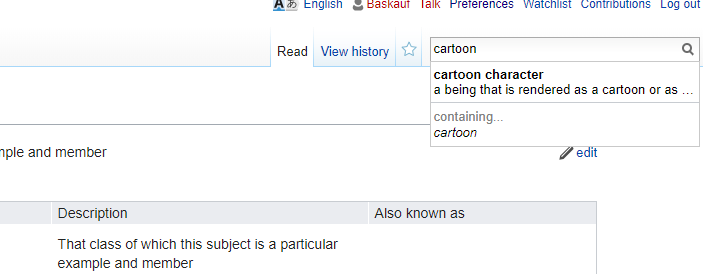 Aあ English Baskauf Talk Preferences Watchlist Contributions Log out
Read View history cartoon
cartoon character
a being that is rendered as a cartoon or as …
containing...
cartoon
and member
edit
Description Also known as
That class of which this subject is a particular
example and member